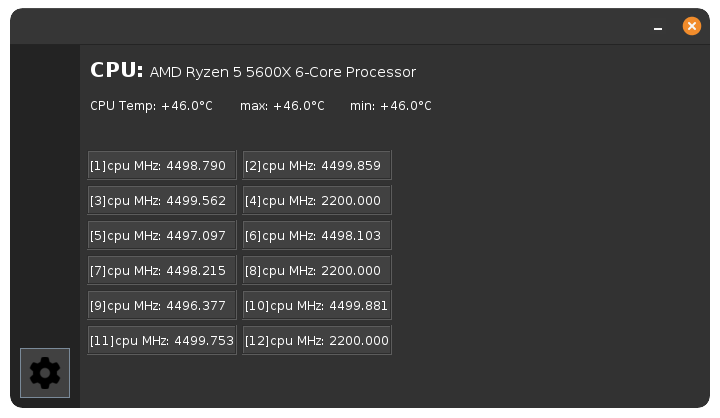 CPU: AMD Ryzen 5 5600X 6-Core Processor
CPU Temp: +46.0°C max: +46.0°C min: +46.0°C
[1]cpu MHz: 4498.790 [2]cpu MHz: 4499.859
[3]cpu MHz: 4499.562 [4]cpu MHz: 2200.000
[5]cpu MHz: 4497.097 [6]cpu MHz: 4498.103
[7]cpu MHz: 4498.215 [8]cpu MHz: 2200.000
[9]cpu MHz: 4496.377 [10]cpu MHz: 4499.881
[11]cpu MHz: 4499.753 [12]cpu MHz: 2200.000